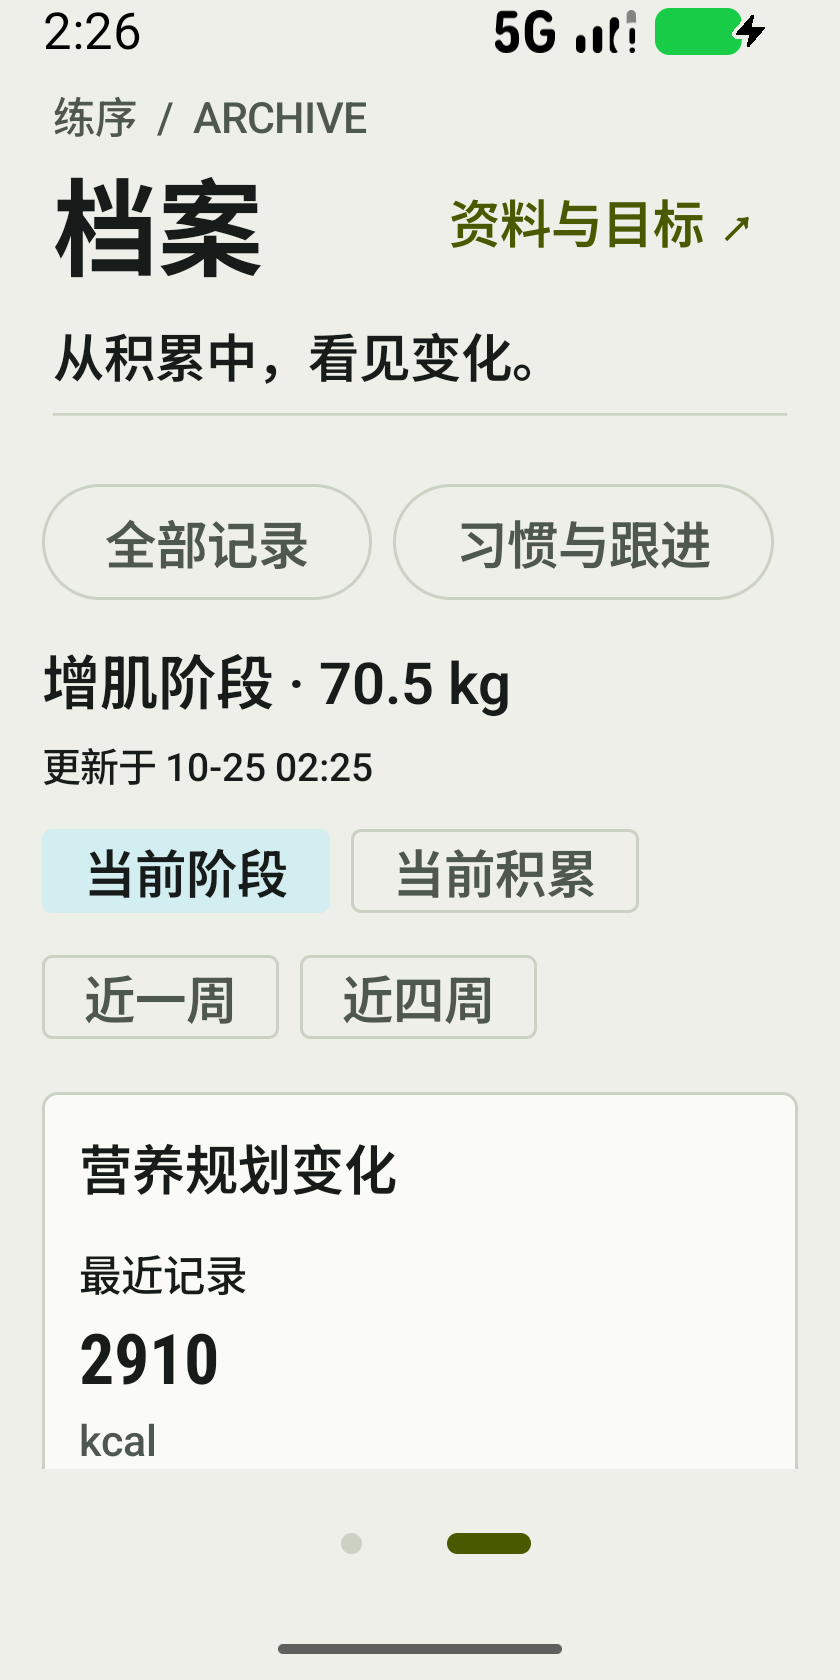 2:26 5G
练序 / ARCHIVE
档案
资料与目标 ↗
从积累中，看见变化。
全部记录 习惯与跟进
增肌阶段 · 70.5 kg
更新于 10-25 02:25
当前阶段 当前积累
近一周 近四周
营养规划变化
最近记录
2910
kcal